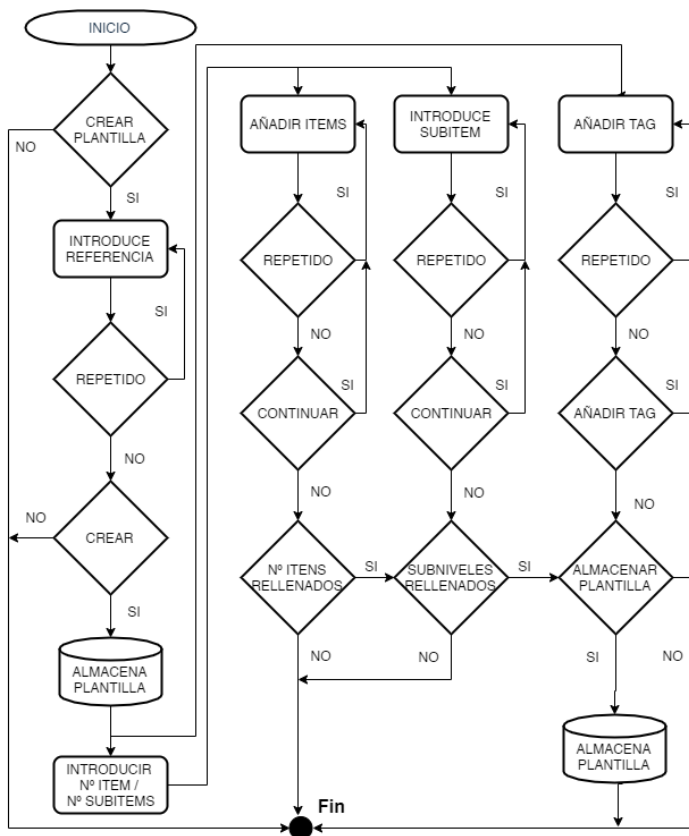 INICIO
CREAR
PLANTILLA
NO
SI
INTRODUCE
REFERENCIA
SI
REPETIDO
NO
NO
CREAR
SI
ALMACENA
PLANTILLA
INTRODUCIR
Nº ITEM /
Nº SUBITEMS
AÑADIR ITEMS
SI
REPETIDO
NO
SI
CONTINUAR
NO
Nº ITENS
RELLENADOS
SI
NO
INTRODUCE
SUBITEM
SI
REPETIDO
NO
SI
CONTINUAR
NO
SUBNIVELES
RELLENADOS
SI
NO
AÑADIR TAG
SI
REPETIDO
NO
SI
AÑADIR TAG
NO
ALMACENAR
PLANTILLA
SI
NO
ALMACENA
PLANTILLA
Fin